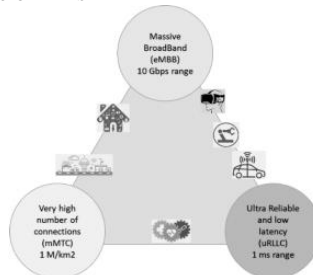 Massive
BroadBand
(eMBB)
10 Gbps range
Very high
number of
connections
(mMTC)
1 M/km2
Ultra Reliable
and low
latency
(uRLLC)
1 ms range